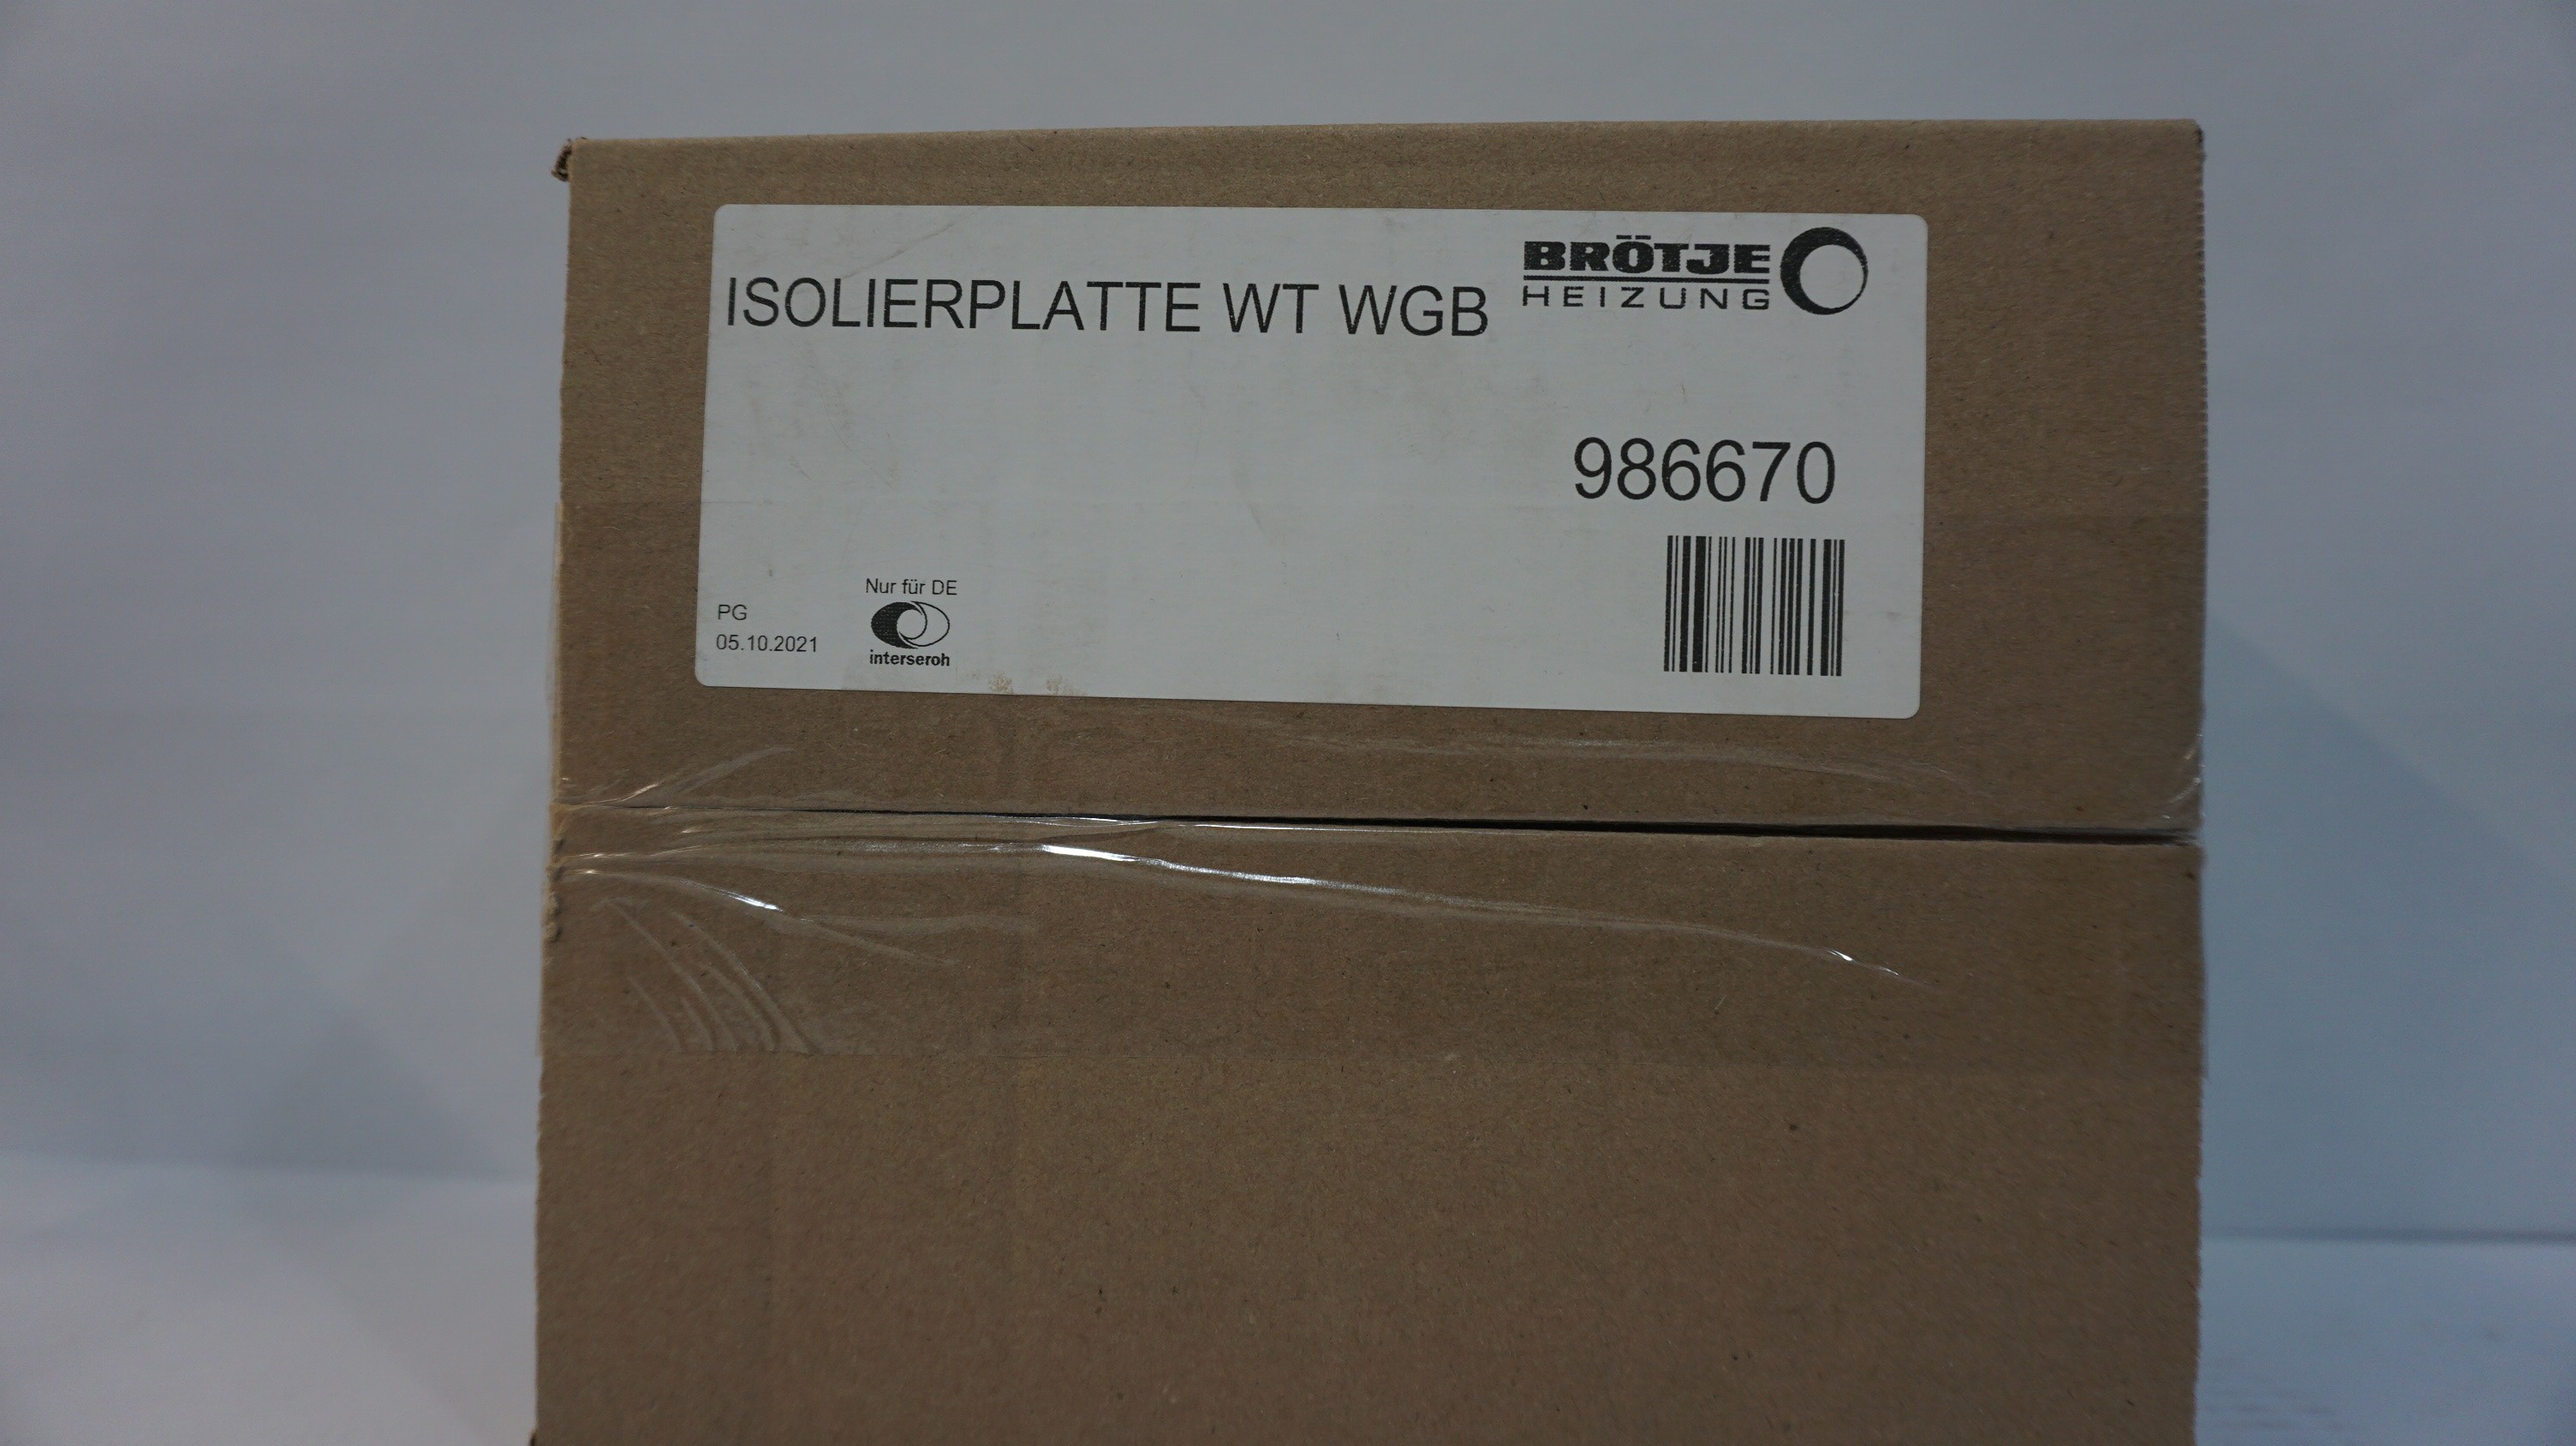 BRÖTJE
HEIZUNG
ISOLIERPLATTE WT WGB
986670
Nur für DE
PG
05.10.2021
interseroh